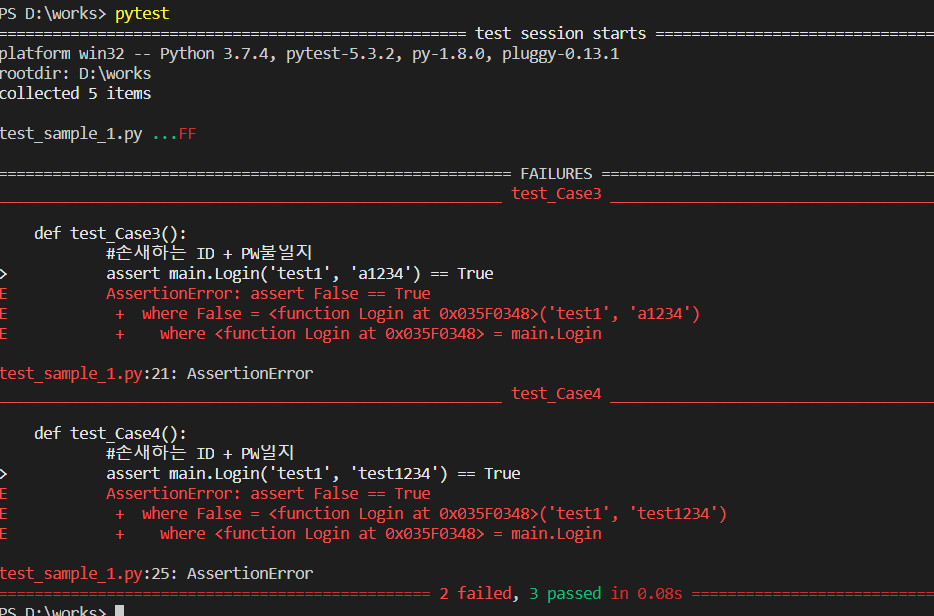 PS D:\works> pytest
================================================== test session starts ==============================
platform win32 -- Python 3.7.4, pytest-5.3.2, py-1.8.0, pluggy-0.13.1
rootdir: D:\works
collected 5 items
test_sample_1.py ...FF
======================================================= FAILURES ====================================
test_Case3
def test_Case3():
#손새하는 ID + PW불일지
> assert main.Login('test1', 'a1234') == True
E AssertionError: assert False == True
E + where False = <function Login at 0x035F0348>('test1', 'a1234')
E + where <function Login at 0x035F0348> = main.Login
test_sample_1.py:21: AssertionError
test_Case4
def test_Case4():
#손새하는 ID + PW일지
> assert main.Login('test1', 'test1234') == True
E AssertionError: assert False == True
E + where False = <function Login at 0x035F0348>('test1', 'test1234')
E + where <function Login at 0x035F0348> = main.Login
test_sample_1.py:25: AssertionError
============================================== 2 failed, 3 passed in 0.08s ==========================
PS D:\works>